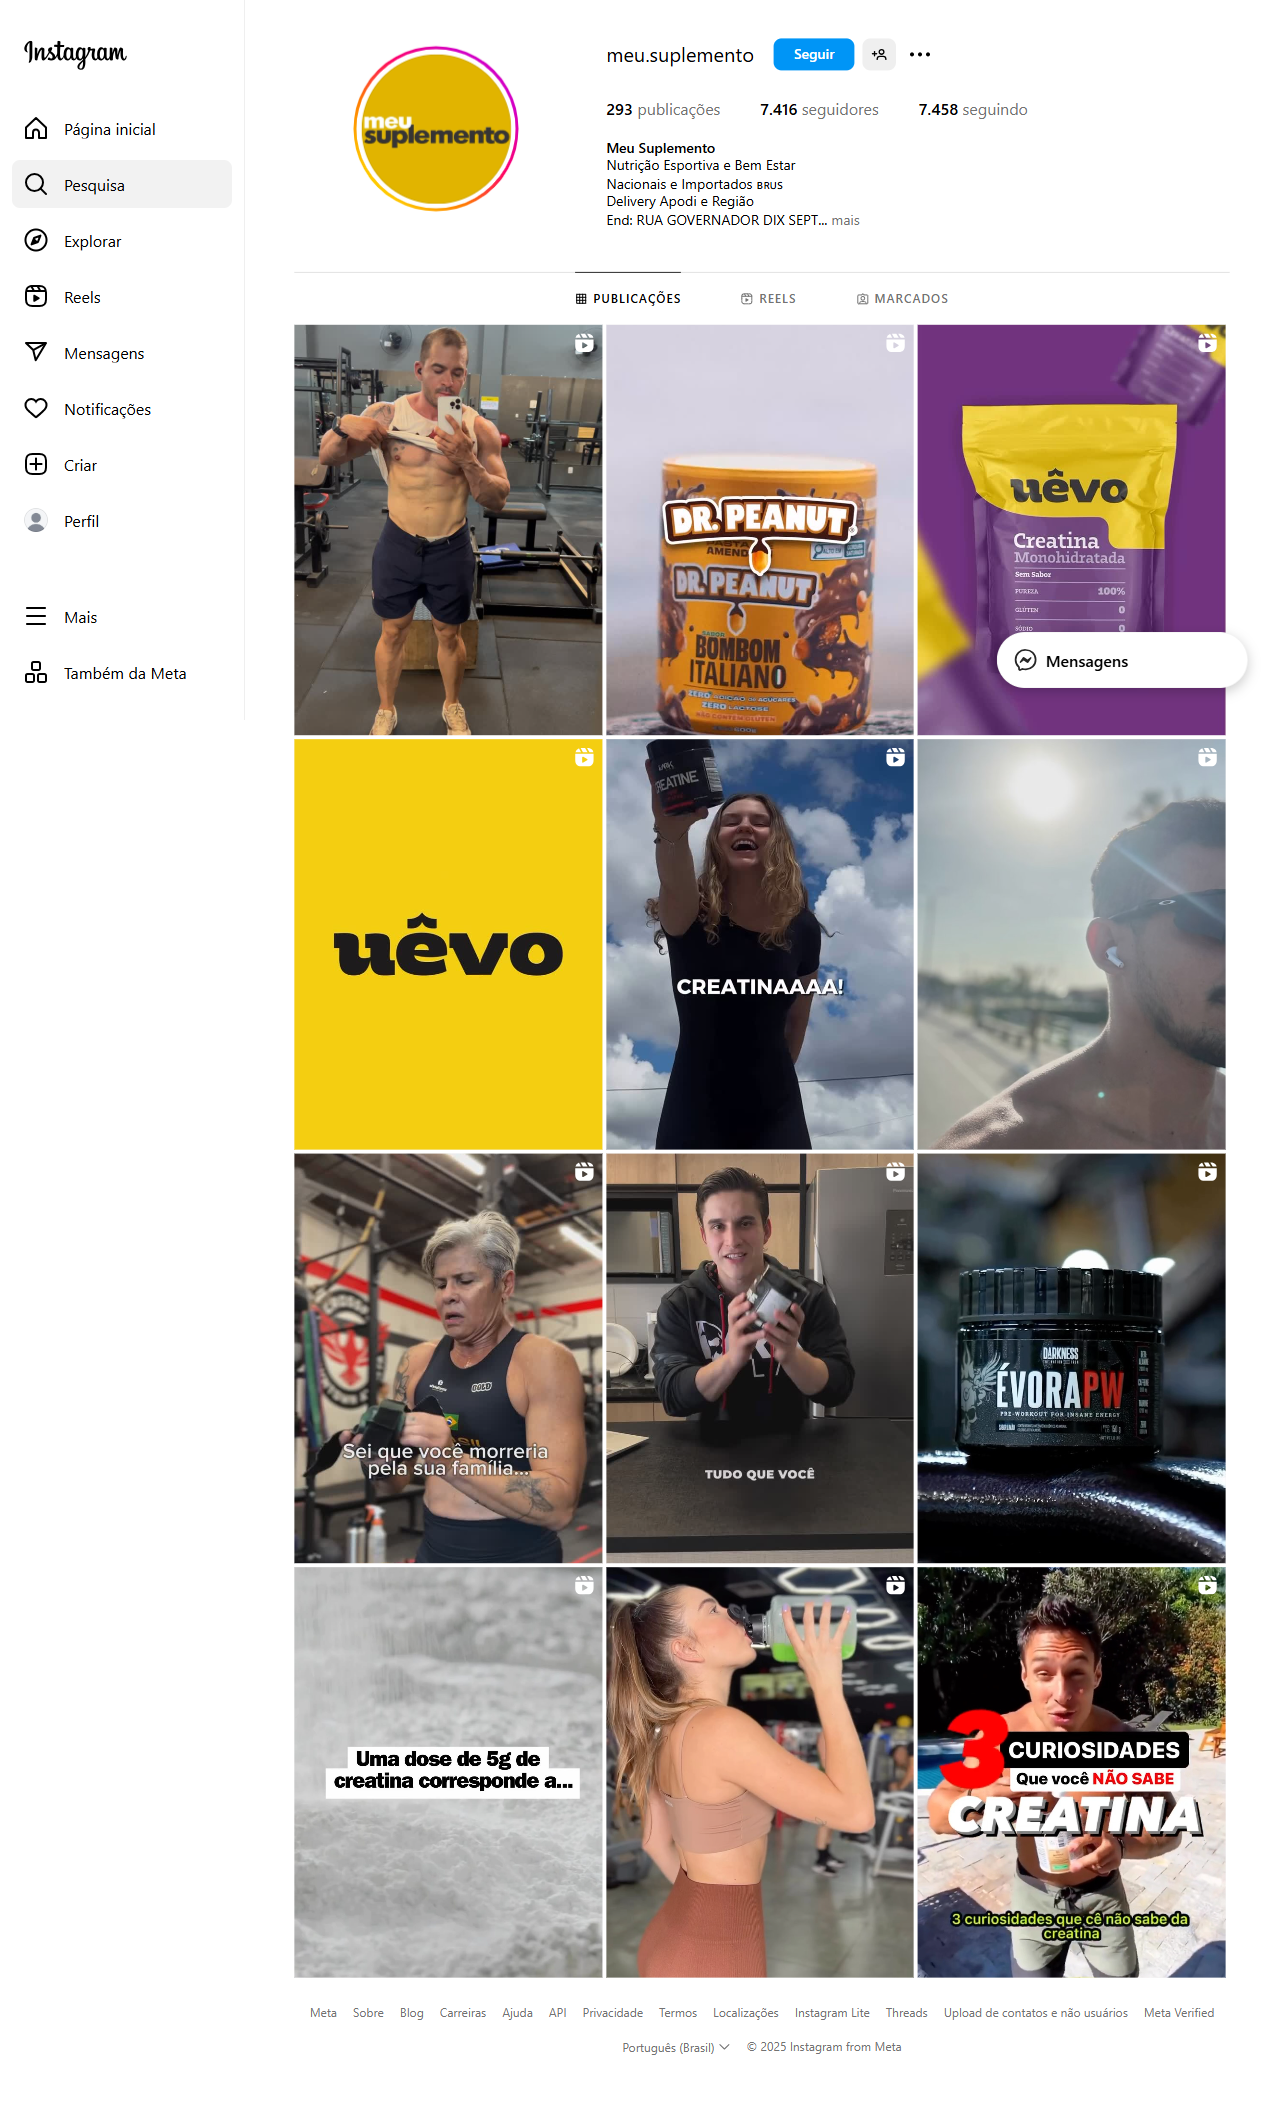 Instagram
Página inicial
Pesquisa
Explorar
Reels
Mensagens
Notificações
Criar
Perfil
Mais
Também da Meta
meu
suplemento
meu.suplemento
Seguir
293 publicações
7.416 seguidores
7.458 seguindo
Meu Suplemento
Nutrição Esportiva e Bem Estar
Nacionais e Importados BRUS
Delivery Apodi e Região
End: RUA GOVERNADOR DIX SEPT... mais
PUBLICAÇÕES
REELS
MARCADOS
DR. PEANUT
DR. PEANUT
BOMBOM
ITALIANO
ZERO ADIÇÃO DE AÇUCARES
ZERO LACTOSE
NÃO CONTÉM GLÚTEN
600g
uêvo
Creatina
Monohidratada
Sem Sabor
PUREZA 100%
GLÚTEN 0
SÓDIO 0
Mensagens
uêvo
CREATINE
CREATINAAAA!
Sei que você morreria
pela sua família...
TUDO QUE VOCÊ
DARKNESS
ÉVORAPW
PRE-WORKOUT FOR INSANE ENERGY
Uma dose de 5g de
creatina corresponde a...
3 CURIOSIDADES
Que você NÃO SABE
CREATINA
3 curiosidades que cê não sabe da
creatina
Meta
Sobre
Blog
Carreiras
Ajuda
API
Privacidade
Termos
Localizações
Instagram Lite
Threads
Upload de contatos e não usuários
Meta Verified
Português (Brasil)
© 2025 Instagram from Meta